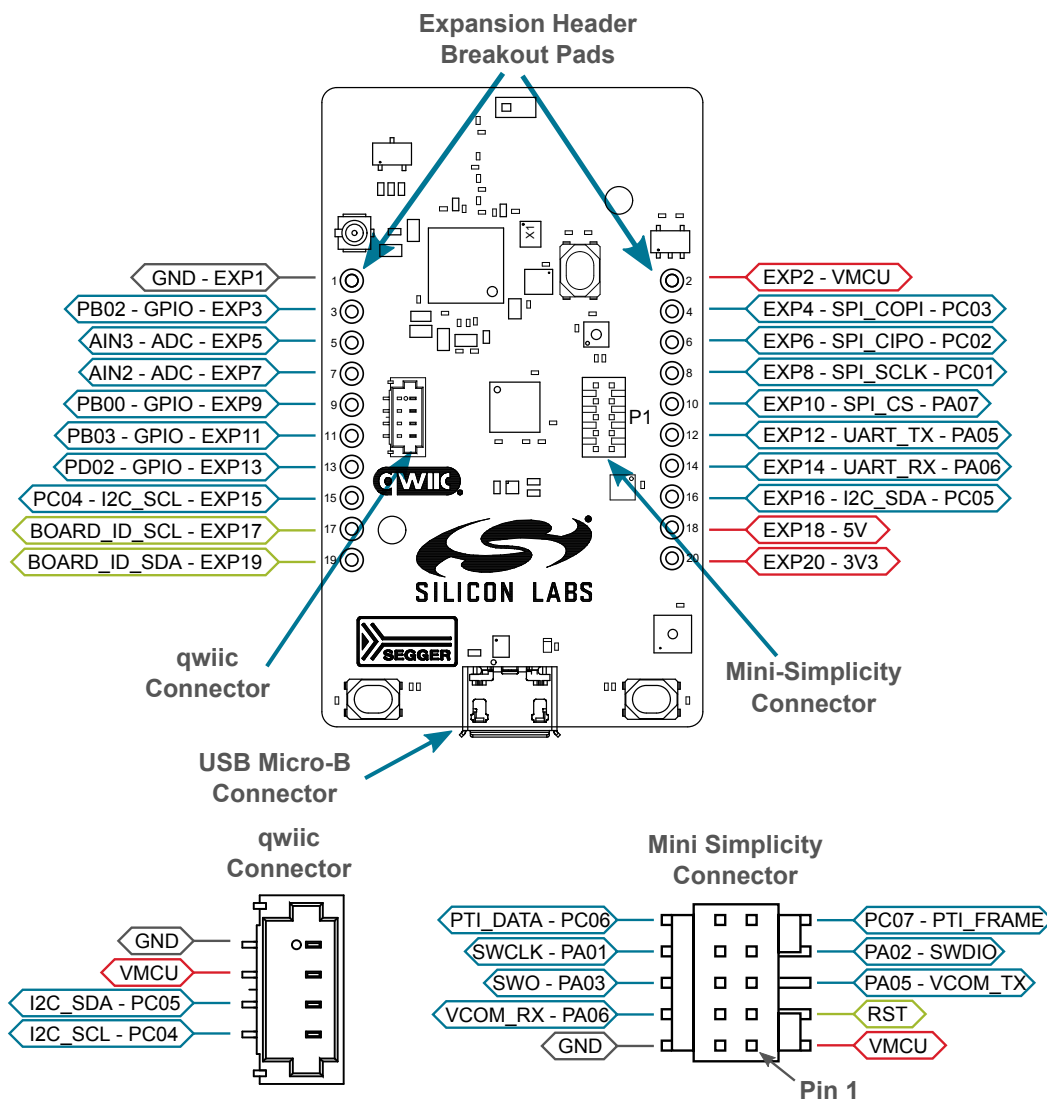 Expansion Header
Breakout Pads
X1
GND - EXP1
1
2
EXP2 - VMCU
PB02 - GPIO - EXP3
3
4
EXP4 - SPI_COPI - PC03
AIN3 - ADC - EXP5
5
6
EXP6 - SPI_CIPO - PC02
AIN2 - ADC - EXP7
7
8
EXP8 - SPI_SCLK - PC01
PB00 - GPIO - EXP9
9
10
EXP10 - SPI_CS - PA07
P1
PB03 - GPIO - EXP11
11
12
EXP12 - UART_TX - PA05
PD02 - GPIO - EXP13
13
14
EXP14 - UART_RX - PA06
qwiic
PC04 - I2C_SCL - EXP15
15
16
EXP16 - I2C_SDA - PC05
BOARD_ID_SCL - EXP17
17
18
EXP18 - 5V
BOARD_ID_SDA - EXP19
19
20
EXP20 - 3V3
SILICON LABS
SEGGER
qwiic
Connector
Mini-Simplicity
Connector
USB Micro-B
Connector
qwiic
Connector
GND
VMCU
I2C_SDA - PC05
I2C_SCL - PC04
Mini Simplicity
Connector
PTI_DATA - PC06
PC07 - PTI_FRAME
SWCLK - PA01
PA02 - SWDIO
SWO - PA03
PA05 - VCOM_TX
VCOM_RX - PA06
RST
GND
VMCU
Pin 1